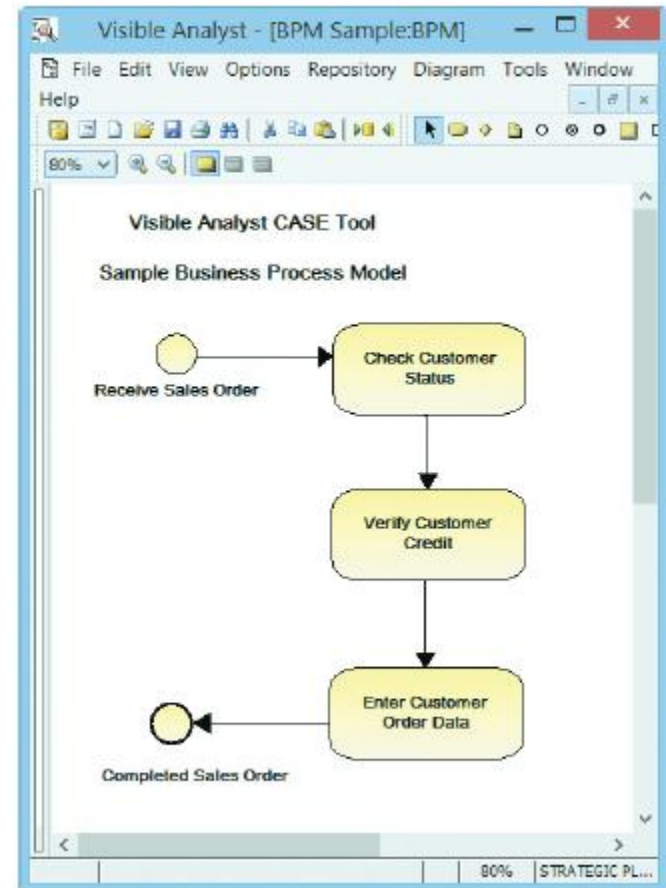 Visible Analyst - [BPM Sample:BPM]
File Edit View Options Repository Diagram Tools Window
Help
80%
Visible Analyst CASE Tool
Sample Business Process Model
Receive Sales Order
Check Customer
Status
Verify Customer
Credit
Enter Customer
Order Data
Completed Sales Order
80% STRATEGIC PL...